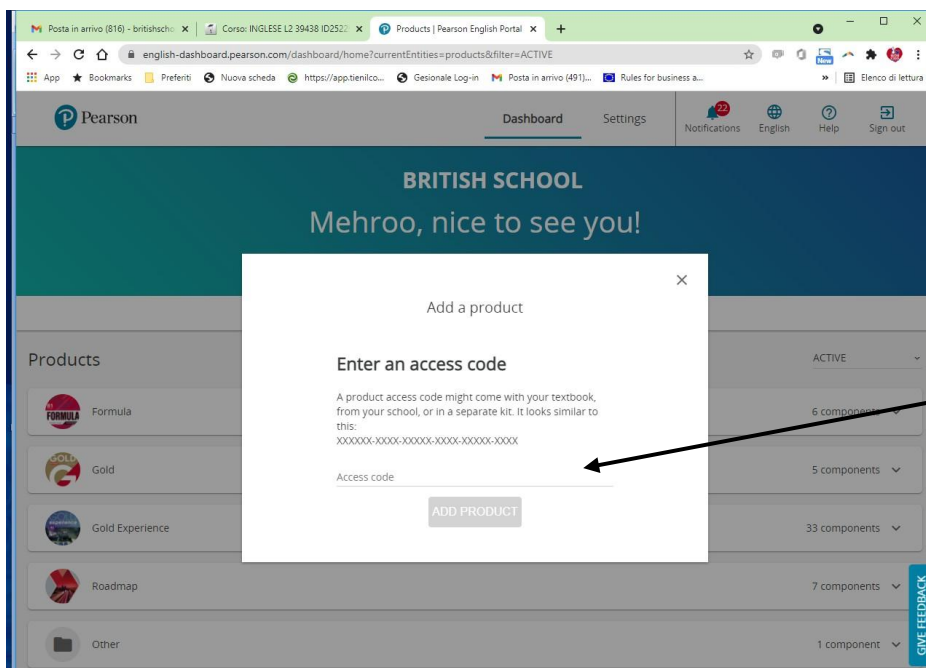 Posta in arrivo (816) - britishscho
Corso: INGLESE L2 39438 ID2522
Products | Pearson English Portal
english-dashboard.pearson.com/dashboard/home?currentEntities=products&filter=ACTIVE
New
App Bookmarks Preferiti Nuova scheda https://app.tienilco... Gesionale Log-in Posta in arrivo (491)... Rules for business a... » Elenco di lettura
Pearson
Dashboard Settings 22 Notifications English Help Sign out
BRITISH SCHOOL
Mehroo, nice to see you!
Add a product
Enter an access code
A product access code might come with your textbook,
from your school, or in a separate kit. It looks similar to
this:
XXXXXX-XXXX-XXXXX-XXXX-XXXXX-XXXX
Access code
ADD PRODUCT
Products ACTIVE
FORMULA Formula 6 components
GOLD Gold 5 components
Gold Experience 33 components
Roadmap 7 components
Other 1 component
GIVE FEEDBACK